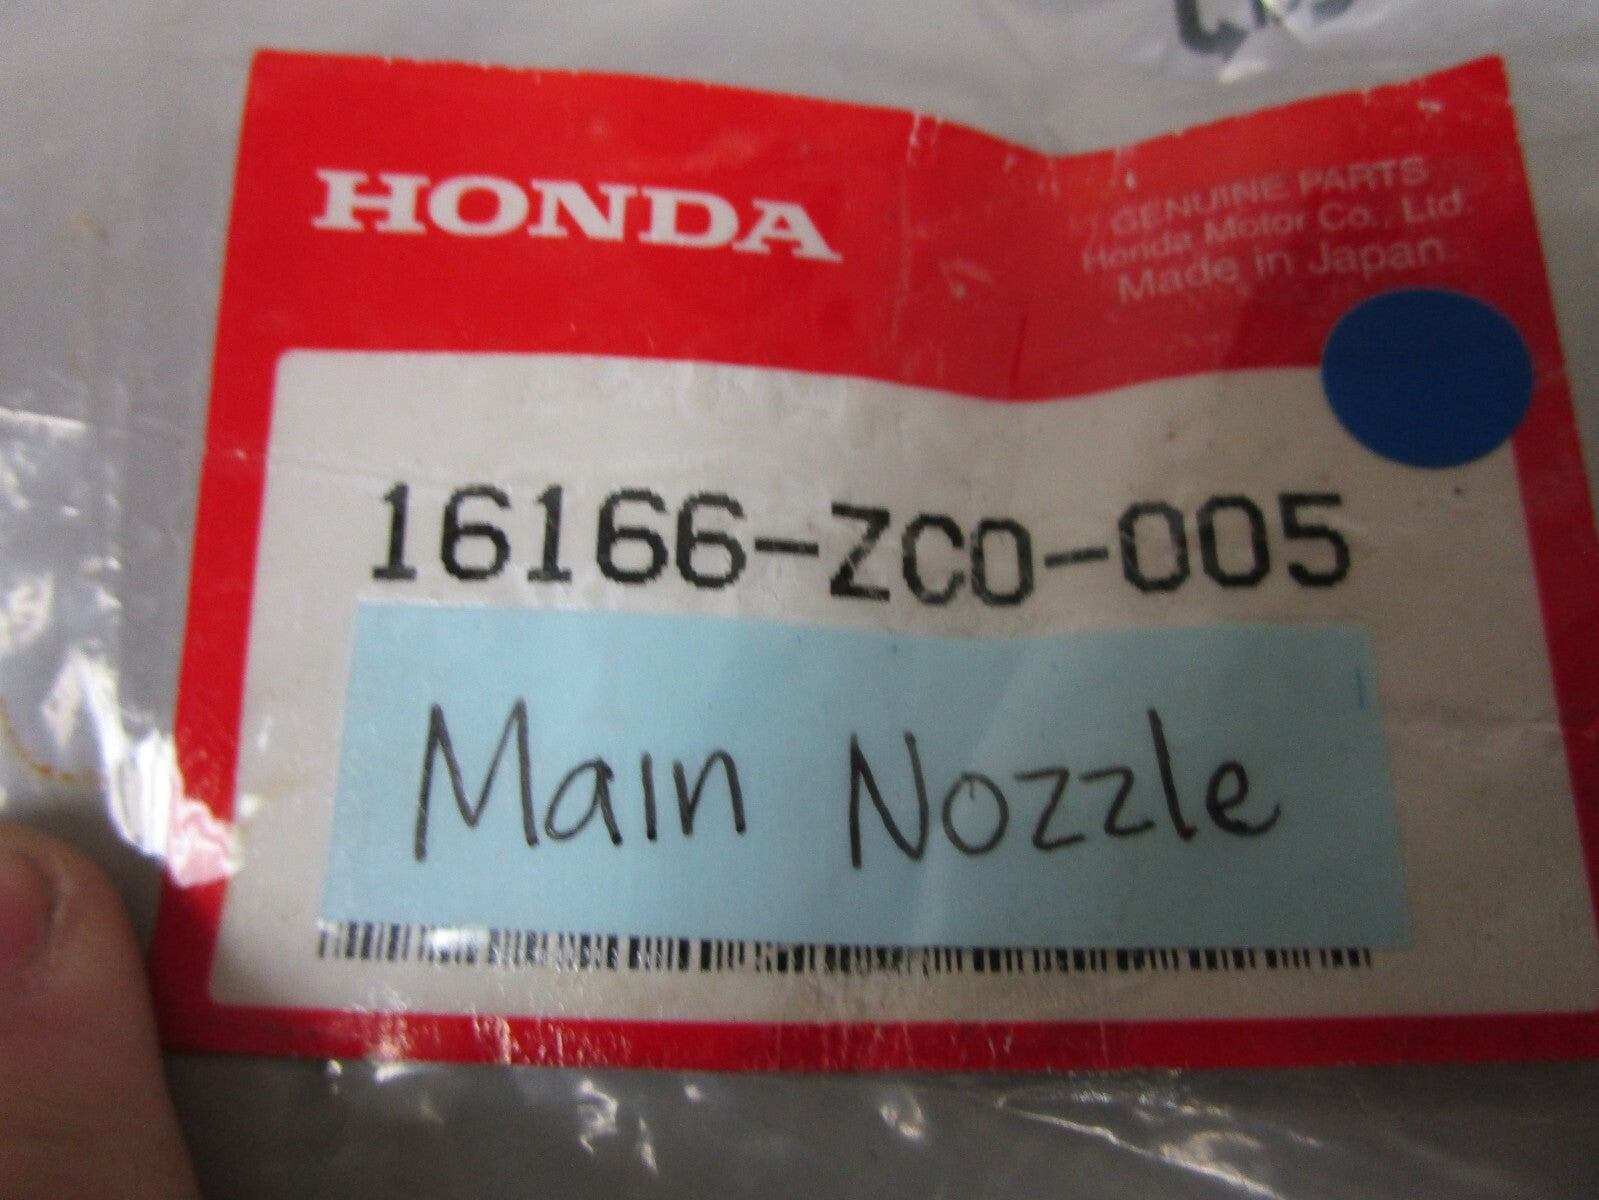 HONDA
GENUINE PARTS
Honda Motor Co., Ltd.
Made in Japan
16166-ZC0-005
Main Nozzle